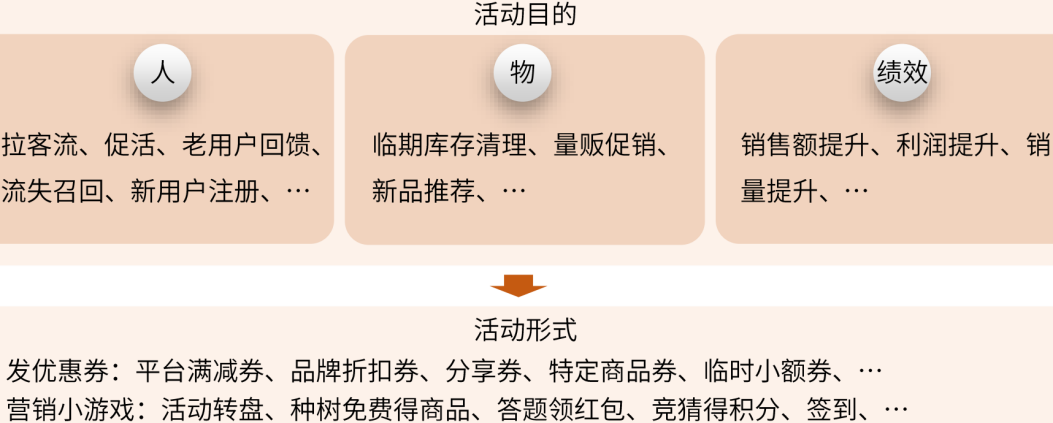 活动目的
人
拉客流、促活、老用户回馈、
流失召回、新用户注册、…
物
临期库存清理、量贩促销、
新品推荐、…
绩效
销售额提升、利润提升、销
量提升、…
活动形式
发优惠券：平台满减券、品牌折扣券、分享券、特定商品券、临时小额券、…
营销小游戏：活动转盘、种树免费得商品、答题领红包、竞猜得积分、签到、…